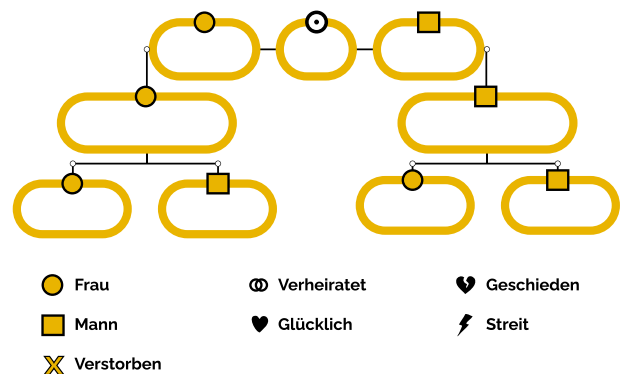 Frau
Verheiratet
Geschieden
Mann
Glücklich
Streit
Verstorben